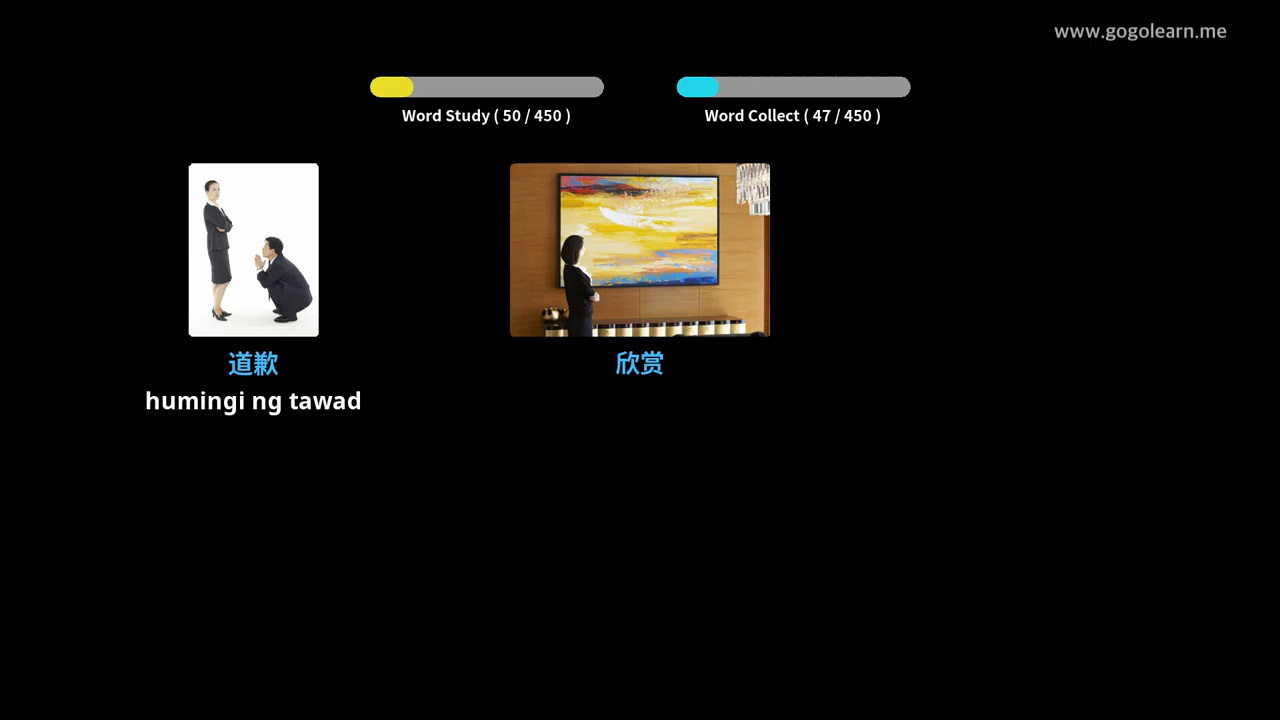 www.gogolearn.me
Word Study ( 50 / 450 )
Word Collect ( 47 / 450 )
道歉
humingi ng tawad
欣赏